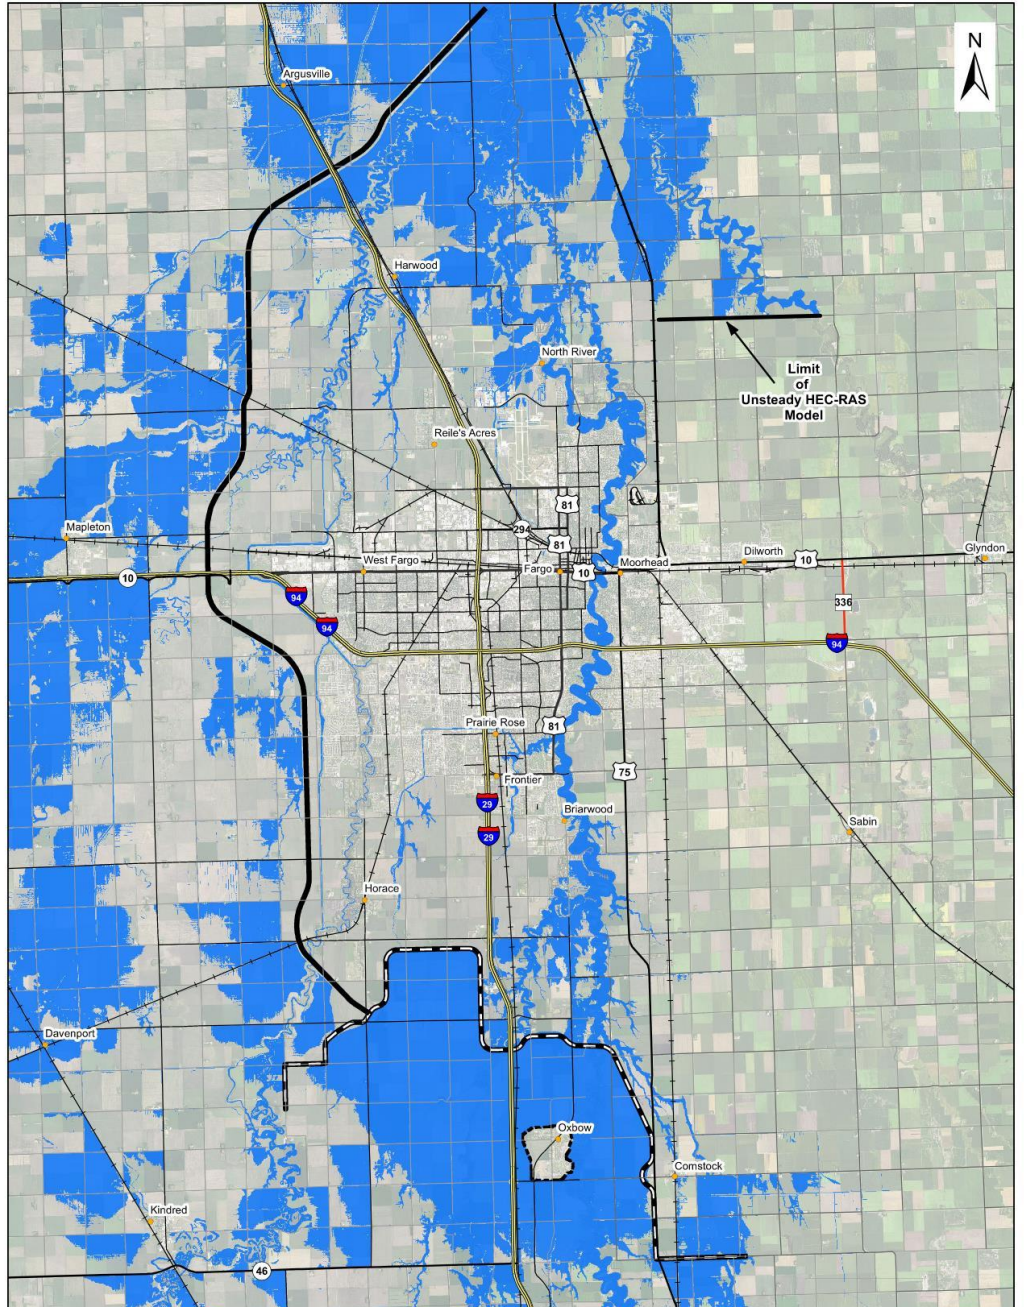 N
Argusville
Harwood
North River
Limit
of
Unsteady HEC-RAS
Model
Reile's Acres
81
294
81
Mapleton
West Fargo
Fargo
10
Moorhead
Dilworth
10
Glyndon
10
94
94
336
94
Prairie Rose
81
75
Frontier
29
Briarwood
29
Sabin
Horace
Davenport
Oxbow
Comstock
Kindred
46